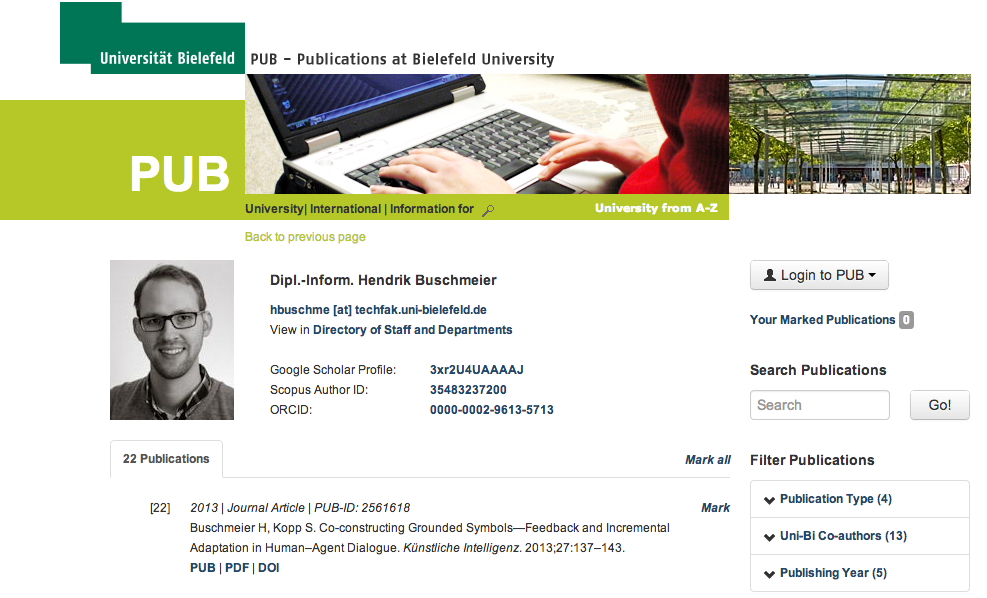 Universität Bielefeld
PUB – Publications at Bielefeld University
PUB
University| International | Information for
University from A-Z
Back to previous page
Dipl.-Inform. Hendrik Buschmeier
hbuschme [at] techfak.uni-bielefeld.de
View in Directory of Staff and Departments
Google Scholar Profile: 3xr2U4UAAAAJ
Scopus Author ID: 35483237200
ORCID: 0000-0002-9613-5713
Login to PUB
Your Marked Publications 0
Search Publications
Search
Go!
22 Publications
Mark all
[22] 2013 | Journal Article | PUB-ID: 2561618
Mark
Buschmeier H, Kopp S. Co-constructing Grounded Symbols—Feedback and Incremental
Adaptation in Human–Agent Dialogue. Künstliche Intelligenz. 2013;27:137–143.
PUB | PDF | DOI
Filter Publications
Publication Type (4)
Uni-Bi Co-authors (13)
Publishing Year (5)